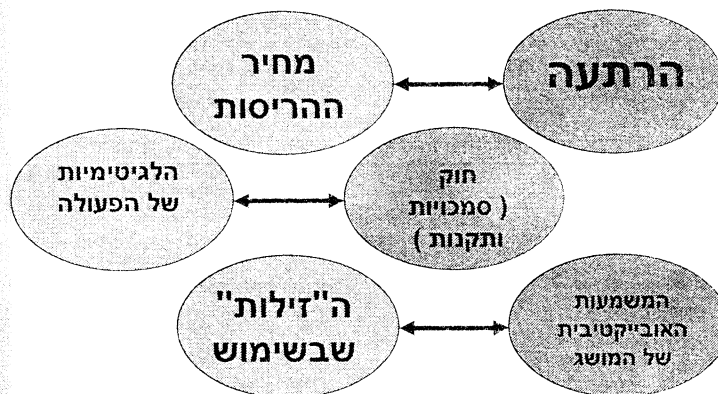 הרתעה
מחיר
ההריסות
חוק
( סמכויות
ותקנות )
הלגיטימיות
של הפעולה
המשמעות
האובייקטיבית
של המושג
ה"זילות"
שבשימוש